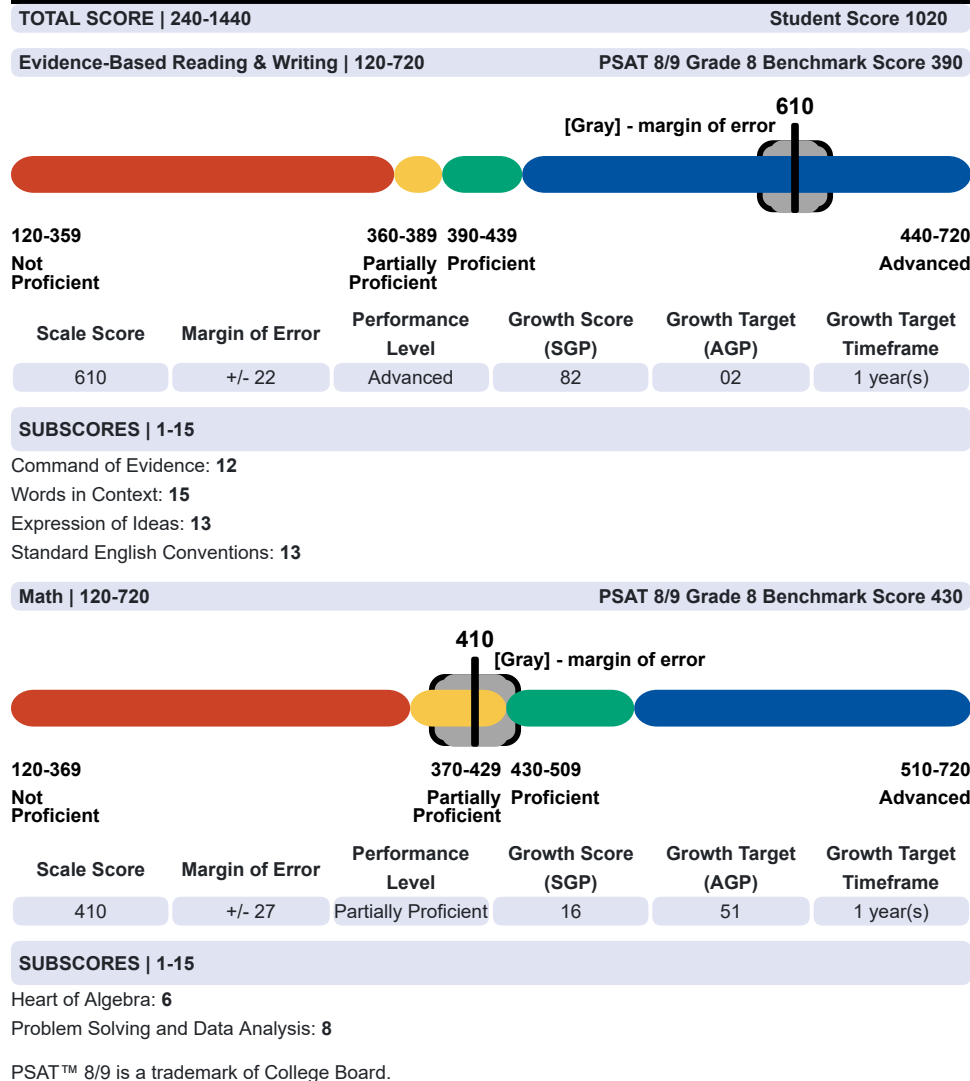 TOTAL SCORE | 240-1440 Student Score 1020
Evidence-Based Reading & Writing | 120-720 PSAT 8/9 Grade 8 Benchmark Score 390
610
[Gray] - margin of error
120-359 360-389 390-439 440-720
Not Partially Proficient Advanced
Proficient Proficient
Performance Growth Score Growth Target Growth Target
Scale Score Margin of Error
Level (SGP) (AGP) Timeframe
610 +/- 22 Advanced 82 02 1 year(s)
SUBSCORES | 1-15
Command of Evidence: 12
Words in Context: 15
Expression of Ideas: 13
Standard English Conventions: 13
Math | 120-720 PSAT 8/9 Grade 8 Benchmark Score 430
410
[Gray] - margin of error
120-369 370-429 430-509 510-720
Not Partially Proficient Advanced
Proficient Proficient
Performance Growth Score Growth Target Growth Target
Scale Score Margin of Error
Level (SGP) (AGP) Timeframe
410 +/- 27 Partially Proficient 16 51 1 year(s)
SUBSCORES | 1-15
Heart of Algebra: 6
Problem Solving and Data Analysis: 8
PSAT™ 8/9 is a trademark of College Board.